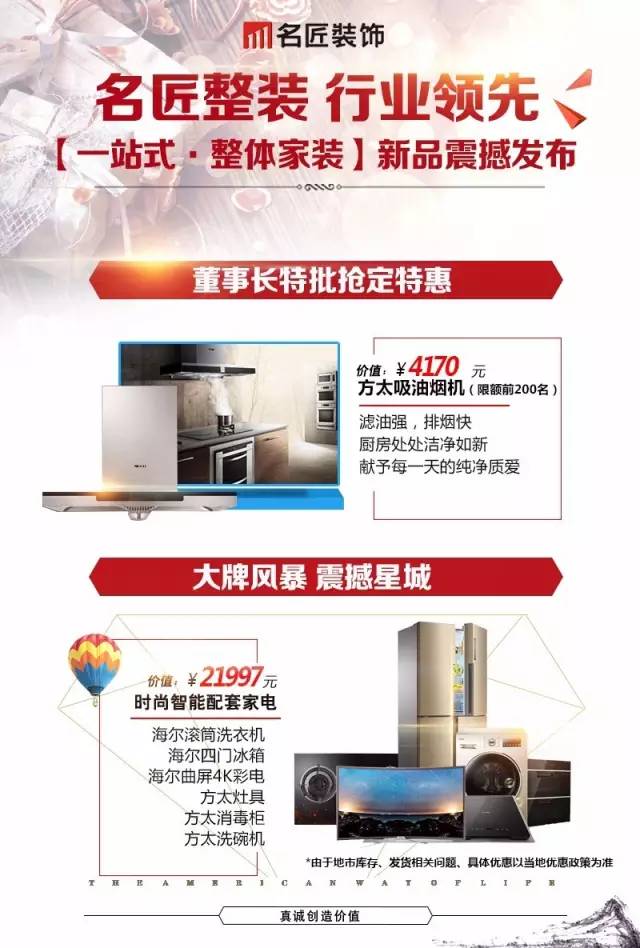 名匠装饰
名匠整装 行业领先
【一站式·整体家装】新品震撼发布
董事长特批抢定特惠
价值：￥4170 元
方太吸油烟机（限额前200名）
滤油强，排烟快
厨房处处洁净如新
献予每一天的纯净质爱
大牌风暴 震撼星城
价值：￥21997元
时尚智能配套家电
海尔滚筒洗衣机
海尔四门冰箱
海尔曲屏4K彩电
方太灶具
方太消毒柜
方太洗碗机
*由于地市库存、发货相关问题、具体优惠以当地优惠政策为准
THEAMERICANWAYOFLIPE
真诚创造价值